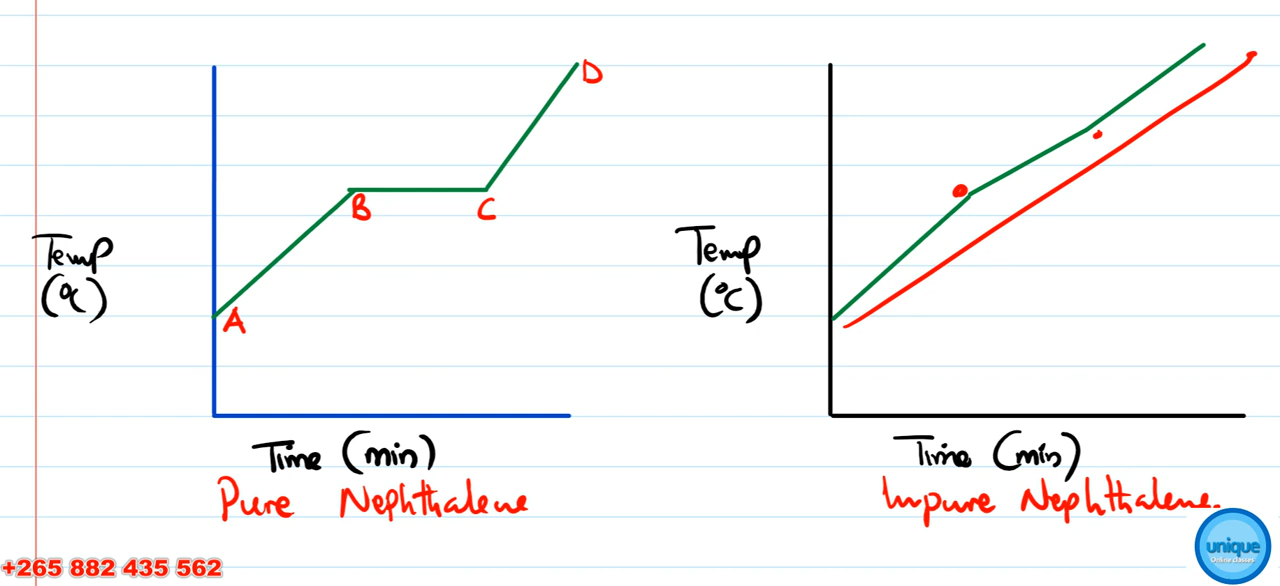 D
B
C
A
Temp
(°C)
Time (min)
Pure Nephthalene
Temp
(°C)
Time (min)
Impure Nephthalene.
+265 882 435 562
unique
Online classes